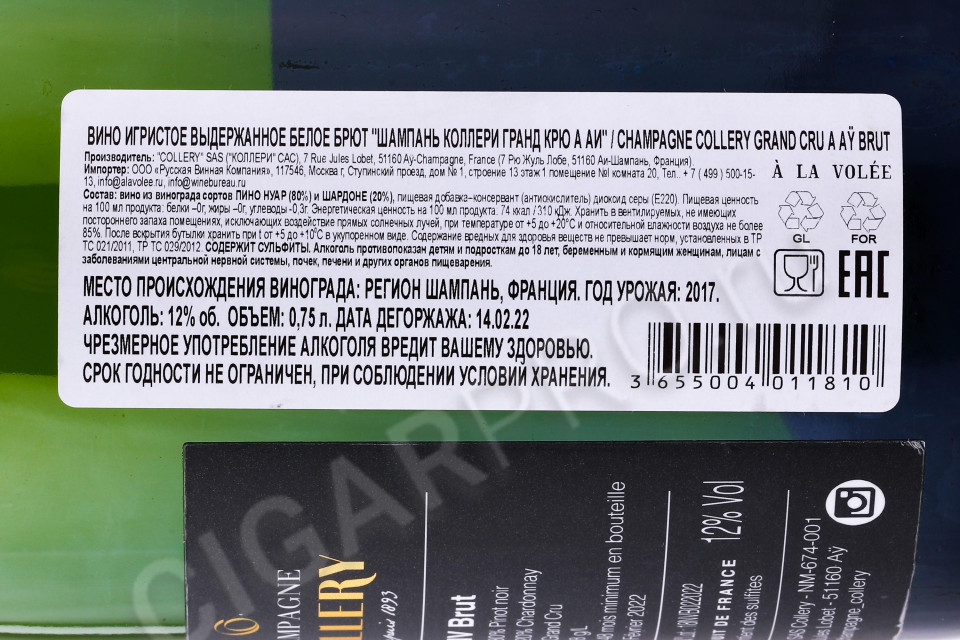 ВИНО ИГРИСТОЕ ВЫДЕРЖАННОЕ БЕЛОЕ БРЮТ "ШАМПАНЬ КОЛЛЕРИ ГРАНД КРЮ А АИ" / CHAMPAGNE COLLERY GRAND CRU A AŸ BRUT
Производитель: "COLLERY" SAS ("КОЛЛЕРИ" САС), 7 Rue Jules Lobet, 51160 Aÿ-Champagne, France (7 Рю Жуль Лобе, 51160 Аи-Шампань, Франция).
Импортер: ООО «Русская Винная Компания», 117546, Москва г, Ступинский проезд, дом № 1, строение 13 этаж 1 помещение №I комната 20, Тел.. + 7 ( 499 ) 500-15-
13, info@alavolee.ru, info@winebureau.ru
Состав: вино из винограда сортов ПИНО НУАР (80%) и ШАРДОНЕ (20%), пищевая добавка–консервант (антиокислитель) диоксид серы (Е220). Пищевая ценность
на 100 мл продукта: белки –0г, жиры –0г, углеводы -0,3г. Энергетическая ценность на 100 мл продукта: 74 ккал / 310 кДж. Хранить в вентилируемых, не имеющих
постороннего запаха помещениях, исключающих воздействие прямых солнечных лучей, при температуре от +5 до +20°С и относительной влажности воздуха не более
85%. После вскрытия бутылки хранить при t от +5 до +10°С в укупоренном виде. Содержание вредных для здоровья веществ не превышает норм, установленных в ТР
ТС 021/2011, ТР ТС 029/2012. СОДЕРЖИТ СУЛЬФИТЫ. Алкоголь противопоказан детям и подросткам до 18 лет, беременным и кормящим женщинам, лицам с
заболеваниями центральной нервной системы, почек, печени и других органов пищеварения.
МЕСТО ПРОИСХОЖДЕНИЯ ВИНОГРАДА: РЕГИОН ШАМПАНЬ, ФРАНЦИЯ. ГОД УРОЖАЯ: 2017.
АЛКОГОЛЬ: 12% об. ОБЪЕМ: 0,75 л. ДАТА ДЕГОРЖАЖА: 14.02.22
ЧРЕЗМЕРНОЕ УПОТРЕБЛЕНИЕ АЛКОГОЛЯ ВРЕДИТ ВАШЕМУ ЗДОРОВЬЮ.
СРОК ГОДНОСТИ НЕ ОГРАНИЧЕН, ПРИ СОБЛЮДЕНИИ УСЛОВИЙ ХРАНЕНИЯ.
À LA VOLÉE
GL FOR
EAC
3 655004 011810
CIGARPRO.RU
Brut
Pinot noir
Chardonnay
mois minimum en bouteille
Février 2022
12% Vol
DE FRANCE
sulfites
Collery - NM-674-001
Lobet - 51160 Aÿ